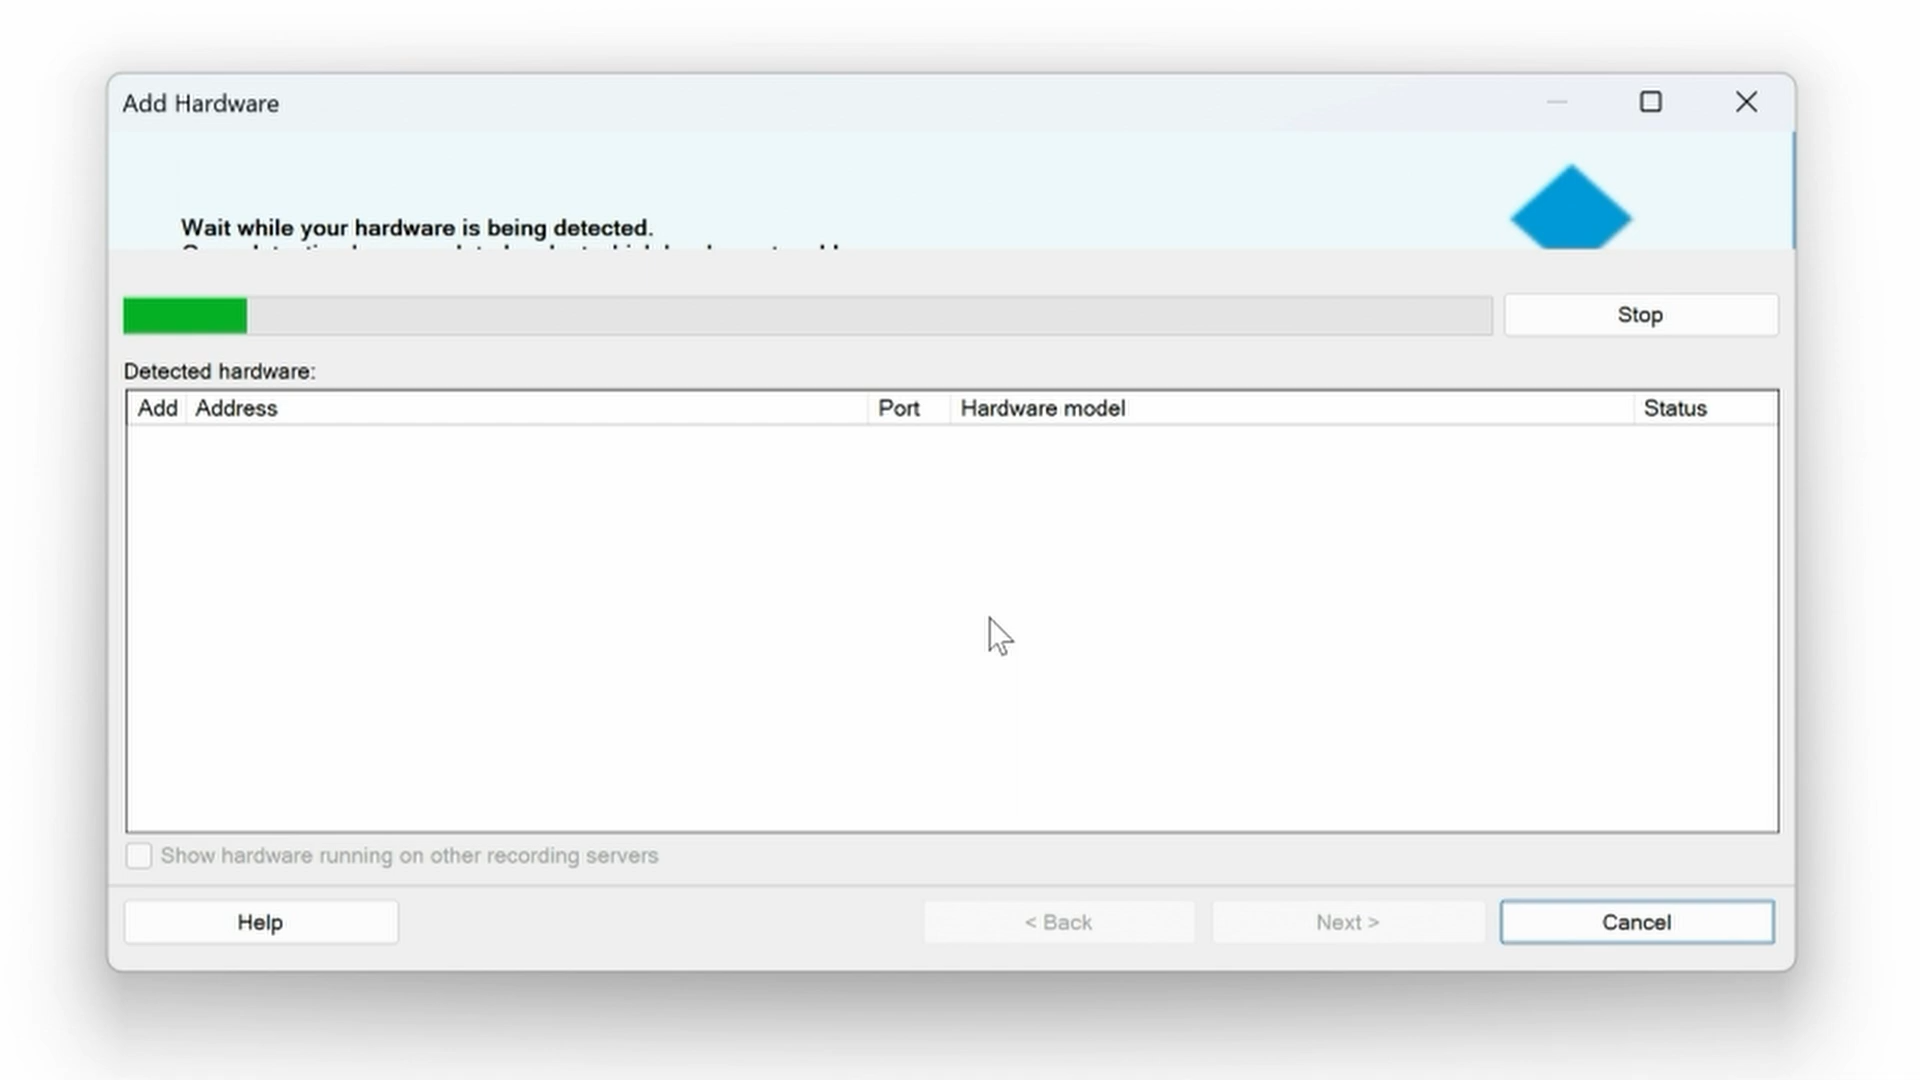 Add Hardware
Wait while your hardware is being detected.
Stop
Detected hardware:
Add Address Port Hardware model Status
Show hardware running on other recording servers
Help < Back Next > Cancel